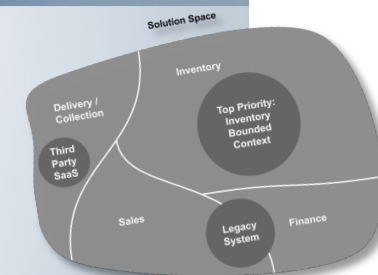 Solution Space
Inventory
Delivery /
Collection
Top Priority:
Inventory
Bounded
Context
Third
Party
SaaS
Sales
Legacy
System
Finance